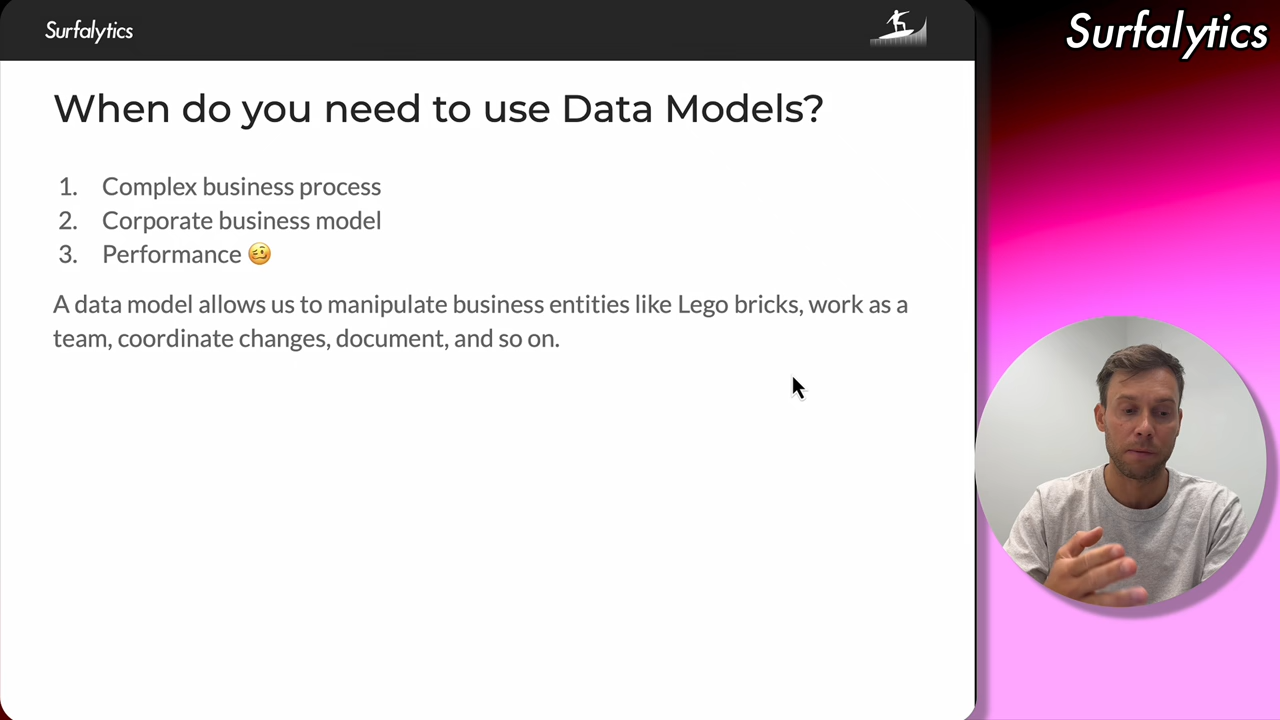 Surfalytics
Surfalytics
When do you need to use Data Models?
1. Complex business process
2. Corporate business model
3. Performance 🥴
A data model allows us to manipulate business entities like Lego bricks, work as a
team, coordinate changes, document, and so on.